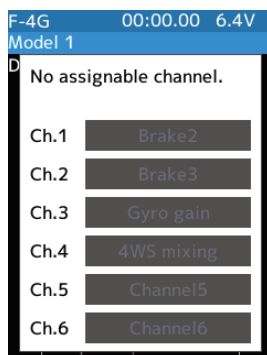 F-4G 00:00.00 6.4V
Model 1
D
No assignable channel.
Ch.1 Brake2
Ch.2 Brake3
Ch.3 Gyro gain
Ch.4 4WS mixing
Ch.5 Channel5
Ch.6 Channel6